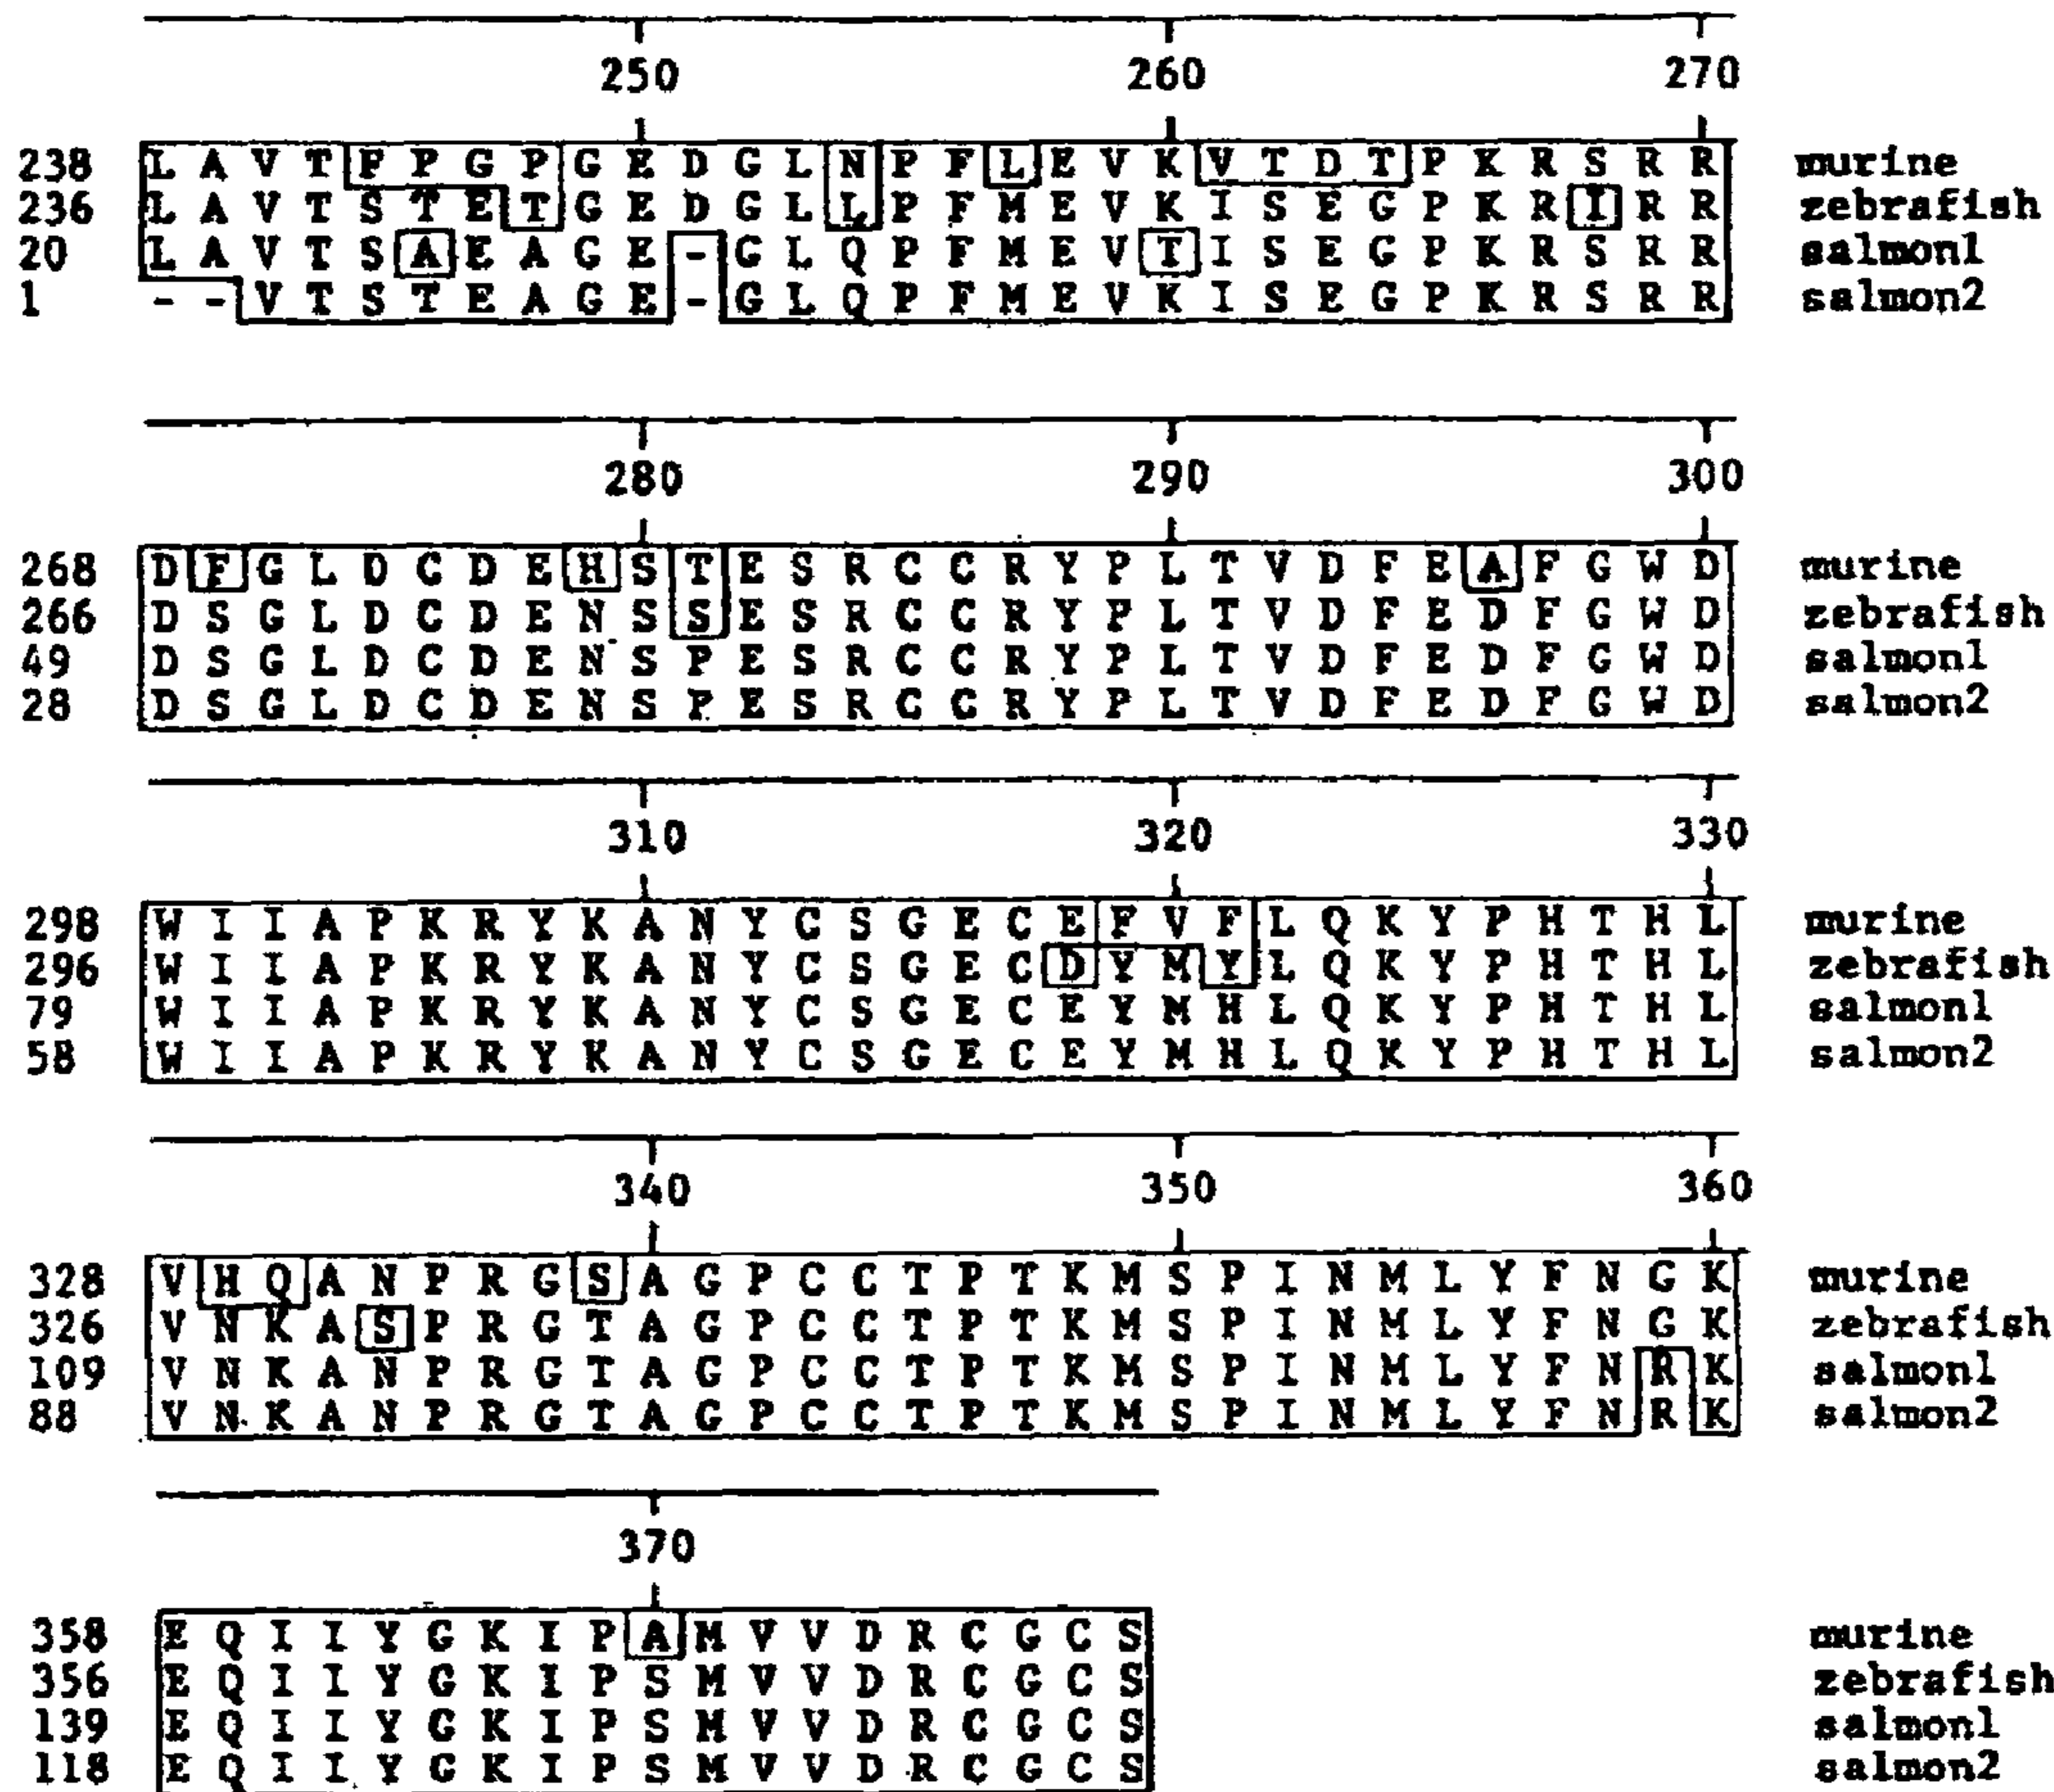 250 260 270
238 L A V T F P G P G E D G L N P F L E V K V T D T P K R S R R murine
236 L A V T S T E T G E D G L L P F M E V K I S E G P K R I R R zebrafish
20 L A V T S A E A G E - G L Q P F M E V T I S E G P K R S R R salmon1
1 - - V T S T E A G E - G L Q P F M E V K I S E G P K R S R R salmon2
280 290 300
268 D F G L D C D E H S T E S R C C R Y P L T V D F E A F G W D murine
266 D S G L D C D E N S S E S R C C R Y P L T V D F E D F G W D zebrafish
49 D S G L D C D E N S P E S R C C R Y P L T V D F E D F G W D salmon1
28 D S G L D C D E N S P E S R C C R Y P L T V D F E D F G W D salmon2
310 320 330
298 W I I A P K R Y K A N Y C S G E C E F V F L Q K Y P H T H L murine
296 W I I A P K R Y K A N Y C S G E C D Y M Y L Q K Y P H T H L zebrafish
79 W I I A P K R Y K A N Y C S G E C E Y M H L Q K Y P H T H L salmon1
58 W I I A P K R Y K A N Y C S G E C E Y M H L Q K Y P H T H L salmon2
340 350 360
328 V H Q A N P R G S A G P C C T P T K M S P I N M L Y F N G K murine
326 V N K A S P R G T A G P C C T P T K M S P I N M L Y F N G K zebrafish
109 V N K A N P R G T A G P C C T P T K M S P I N M L Y F N R K salmon1
88 V N K A N P R G T A G P C C T P T K M S P I N M L Y F N R K salmon2
370
358 E Q I I Y G K I P A M V V D R C G C S murine
356 E Q I I Y G K I P S M V V D R C G C S zebrafish
139 E Q I I Y G K I P S M V V D R C G C S salmon1
118 E Q I I Y G K I P S M V V D R C G C S salmon2